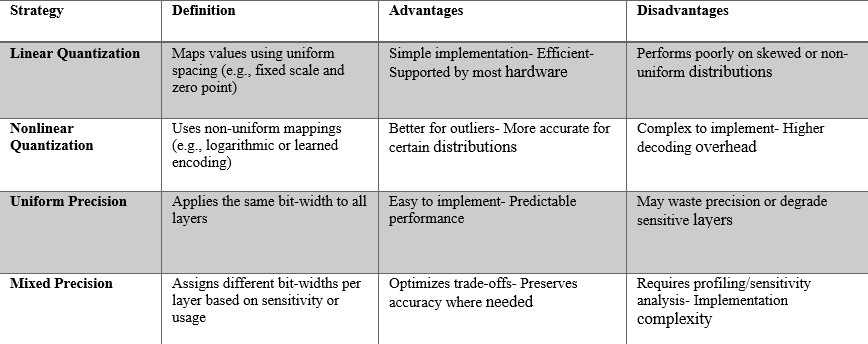 Strategy Definition Advantages Disadvantages
Linear Quantization Maps values using uniform Simple implementation- Efficient- Performs poorly on skewed or non-
spacing (e.g., fixed scale and Supported by most hardware uniform distributions
zero point)
Nonlinear Uses non-uniform mappings Better for outliers- More accurate for Complex to implement- Higher
Quantization (e.g., logarithmic or learned certain distributions decoding overhead
encoding)
Uniform Precision Applies the same bit-width to all Easy to implement- Predictable May waste precision or degrade
layers performance sensitive layers
Mixed Precision Assigns different bit-widths per Optimizes trade-offs- Preserves Requires profiling/sensitivity
layer based on sensitivity or accuracy where needed analysis- Implementation
usage complexity